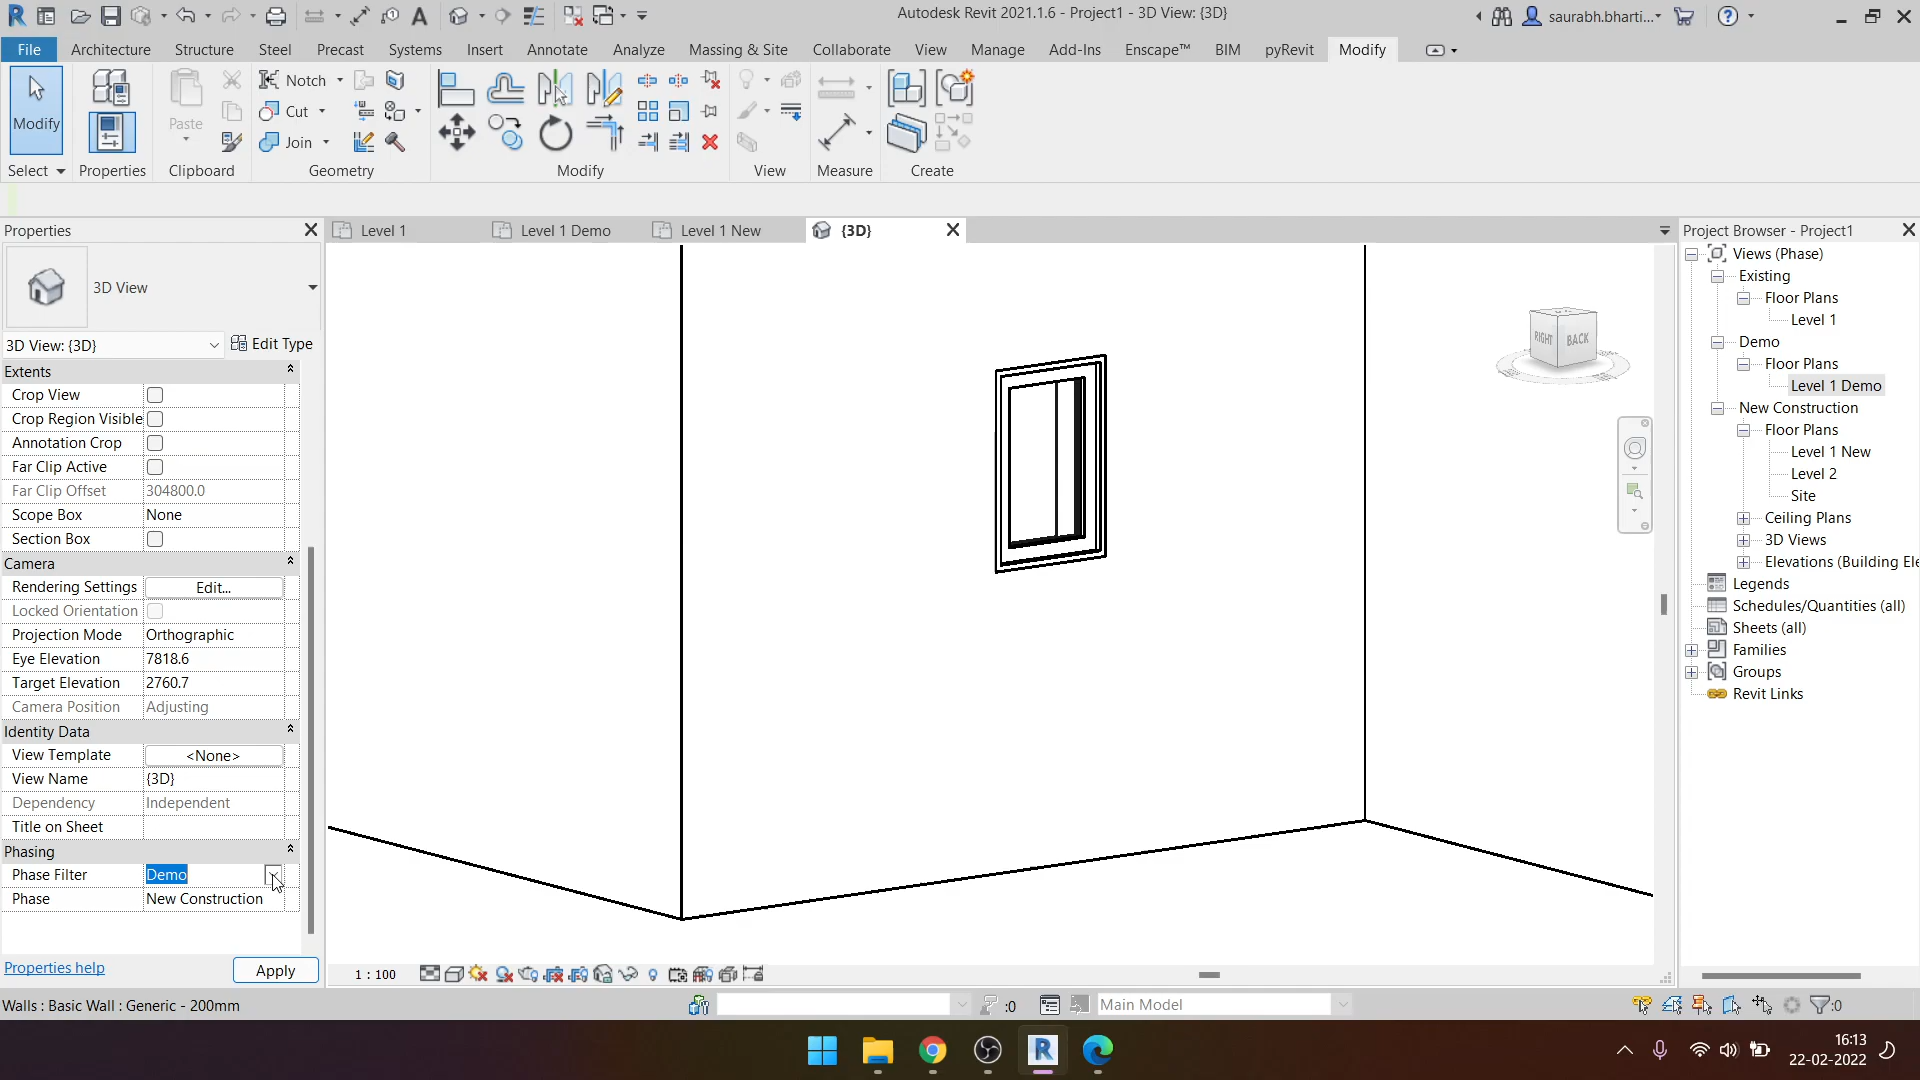 Autodesk Revit 2021.1.6 - Project1 - 3D View: {3D}
saurabh.bharti...
File Architecture Structure Steel Precast Systems Insert Annotate Analyze Massing & Site Collaborate View Manage Add-Ins Enscape™ BIM pyRevit Modify
Modify
Paste
Notch
Cut
Join
Select Properties Clipboard Geometry Modify View Measure Create
Properties
Level 1
Level 1 Demo
Level 1 New
{3D}
Project Browser - Project1
3D View
3D View: {3D}
Edit Type
Extents
Crop View
Crop Region Visible
Annotation Crop
Far Clip Active
Far Clip Offset 304800.0
Scope Box None
Section Box
Camera
Rendering Settings Edit...
Locked Orientation
Projection Mode Orthographic
Eye Elevation 7818.6
Target Elevation 2760.7
Camera Position Adjusting
Identity Data
View Template <None>
View Name {3D}
Dependency Independent
Title on Sheet
Phasing
Phase Filter Demo
Phase New Construction
Properties help
Apply
RIGHT
BACK
Views (Phase)
Existing
Floor Plans
Level 1
Demo
Floor Plans
Level 1 Demo
New Construction
Floor Plans
Level 1 New
Level 2
Site
Ceiling Plans
3D Views
Elevations (Building Ele
Legends
Schedules/Quantities (all)
Sheets (all)
Families
Groups
Revit Links
1 : 100
Walls : Basic Wall : Generic - 200mm
:0
Main Model
:0
16:13
22-02-2022